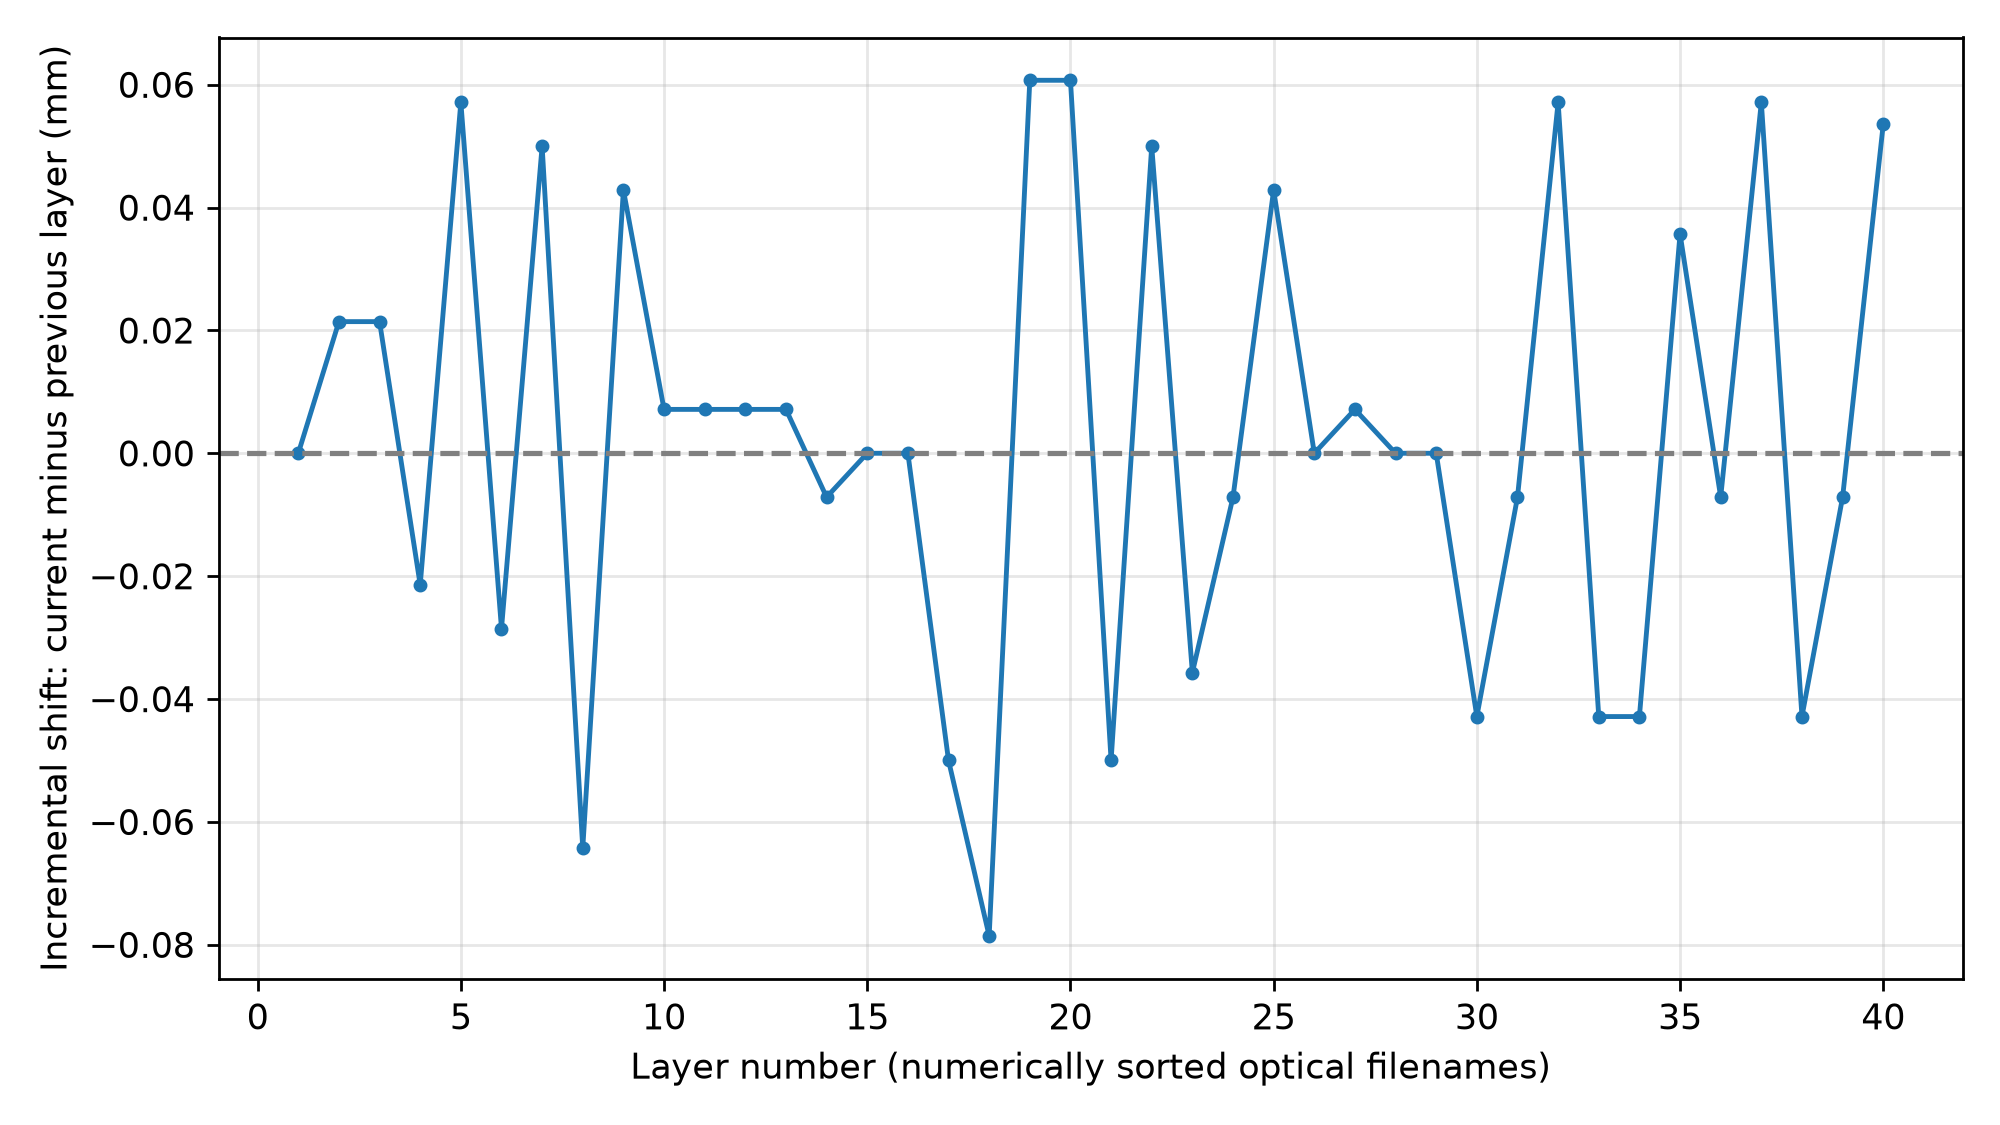 Incremental shift: current minus previous layer (mm)
0.06
0.04
0.02
0.00
−0.02
−0.04
−0.06
−0.08
0 5 10 15 20 25 30 35 40
Layer number (numerically sorted optical filenames)